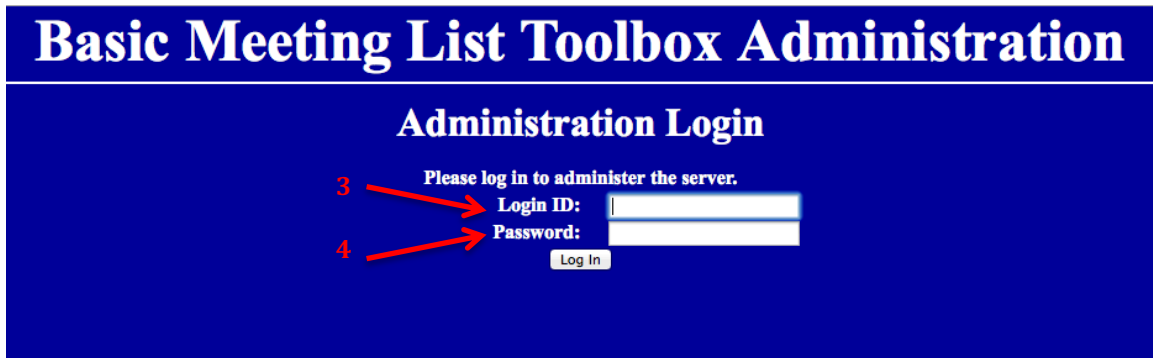 Basic Meeting List Toolbox Administration
Administration Login
Please log in to administer the server.
3
Login ID:
Password:
4
Log In